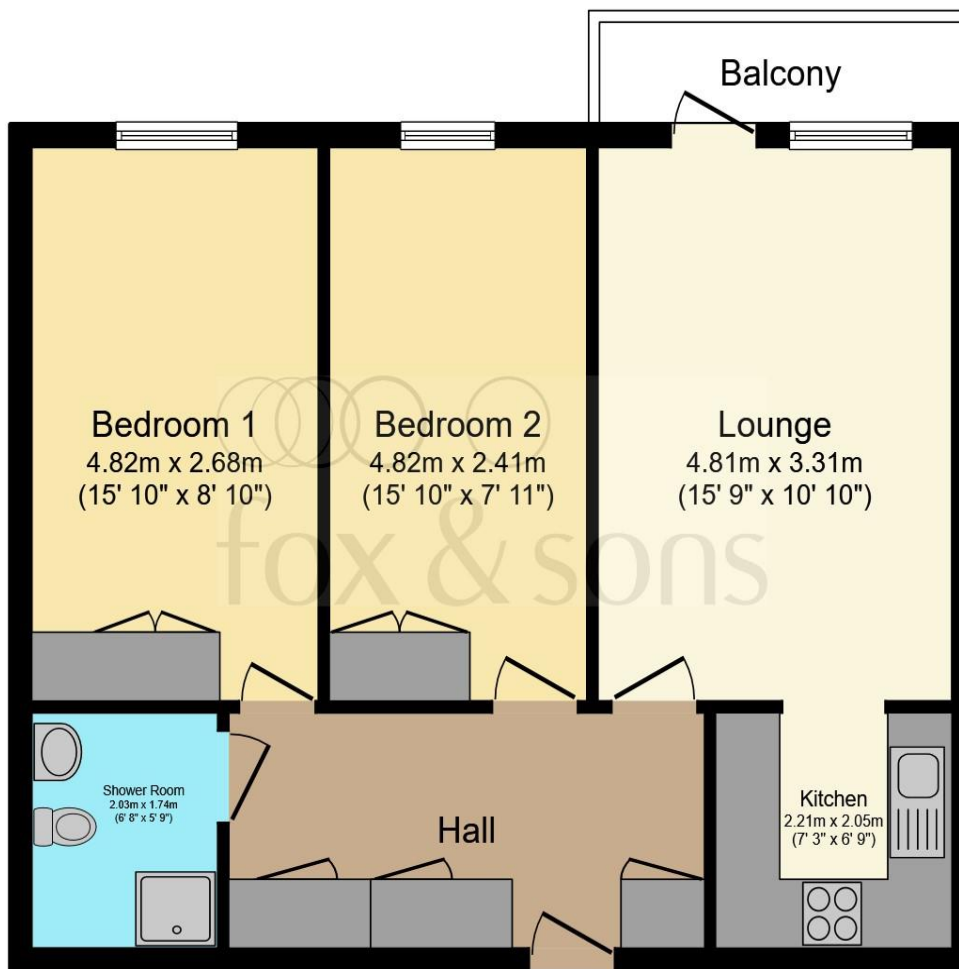 Balcony
Bedroom 1
4.82m x 2.68m
(15' 10" x 8' 10")
Bedroom 2
4.82m x 2.41m
(15' 10" x 7' 11")
Lounge
4.81m x 3.31m
(15' 9" x 10' 10")
fox & sons
Shower Room
2.03m x 1.74m
(6' 8" x 5' 9")
Hall
Kitchen
2.21m x 2.05m
(7' 3" x 6' 9")